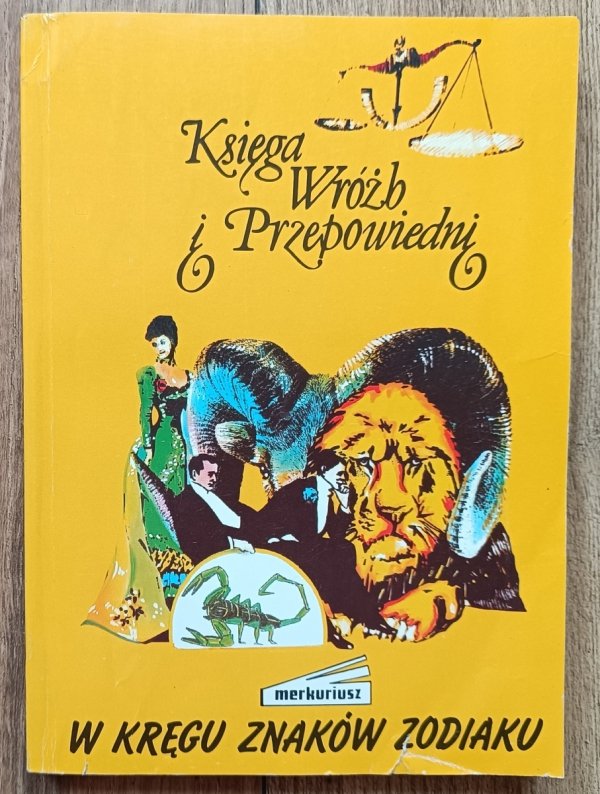 Księga
Wróżb
i Przepowiedni
merkuriusz
W KRĘGU ZNAKÓW ZODIAKU